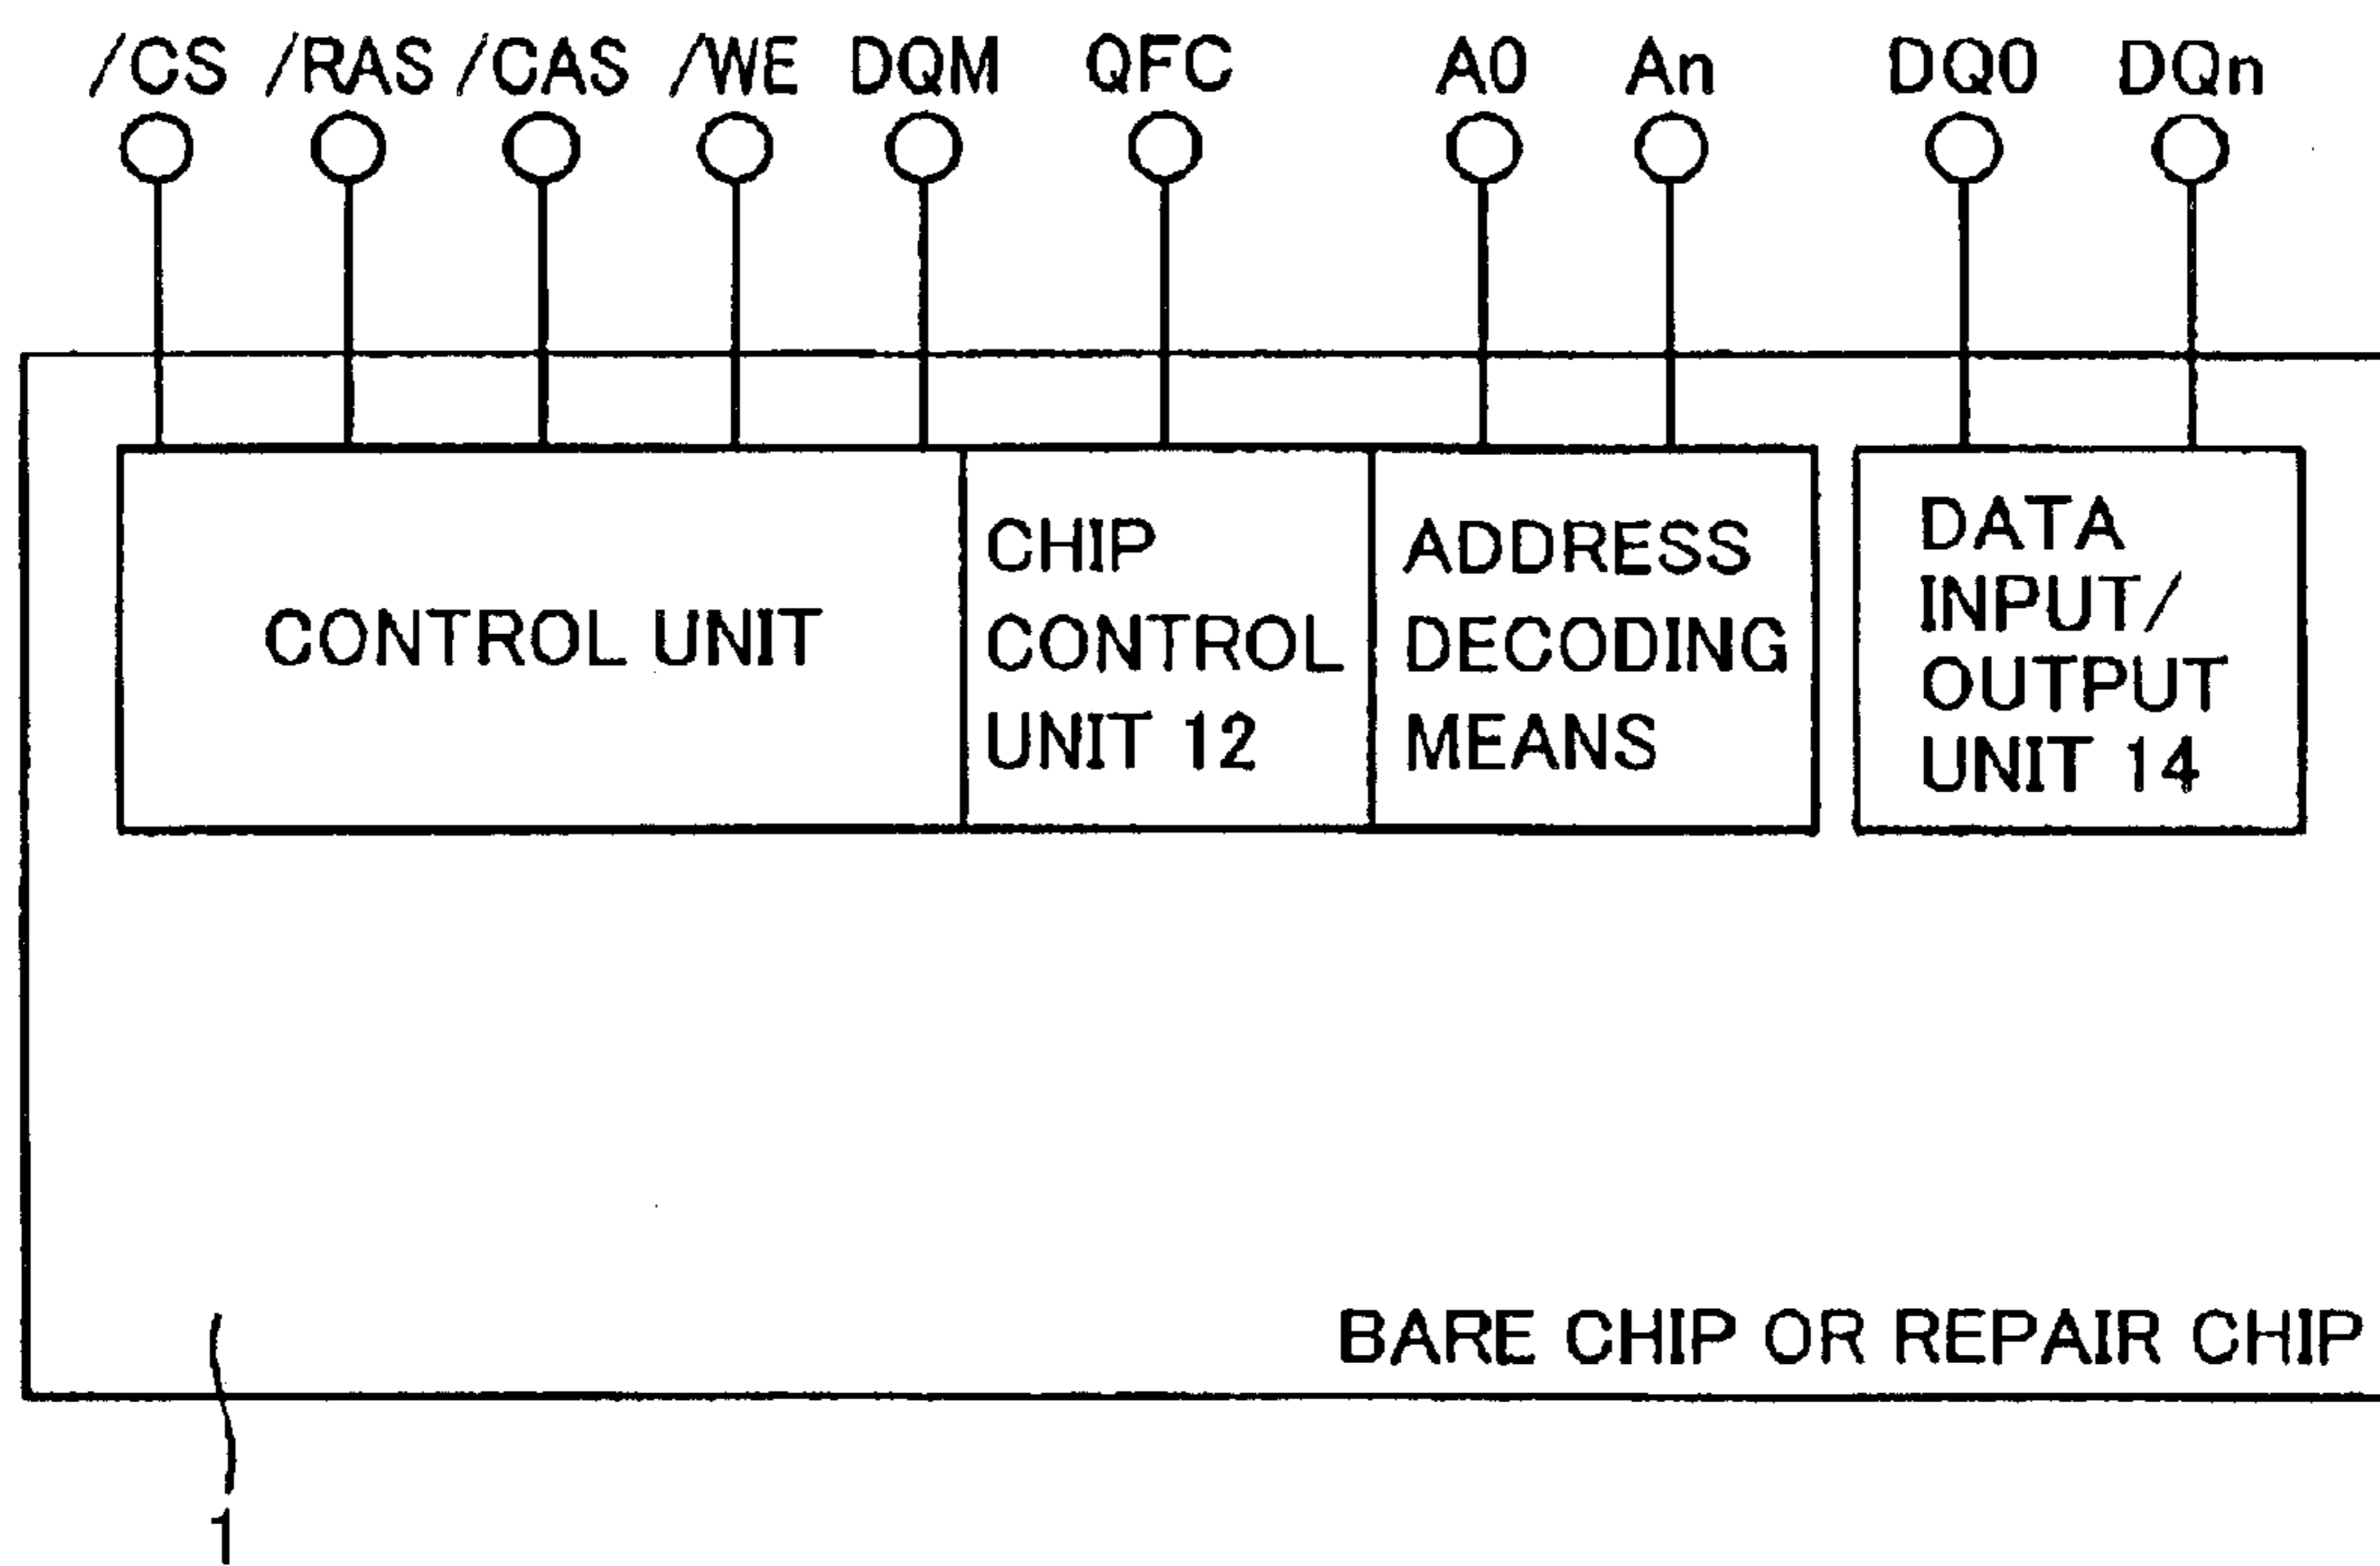 /CS /RAS /CAS /WE DQM QFC A0 An DQ0 DQn
CONTROL UNIT
CHIP
CONTROL
UNIT 12
ADDRESS
DECODING
MEANS
DATA
INPUT/
OUTPUT
UNIT 14
BARE CHIP OR REPAIR CHIP
1